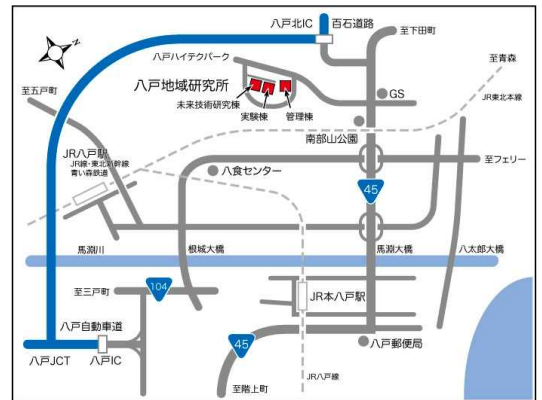 八戸北IC
百石道路
至下田町
N
八戸ハイテクパーク
至青森
八戸地域研究所
JR東北本線
至五戸町
GS
未来技術研究棟
管理棟
実験棟
南部山公園
JR八戸駅
JR線・東北新幹線
青い森鉄道
至フェリー
八食センター
45
馬淵川
根城大橋
馬淵大橋
八太郎大橋
104
至三戸町
JR本八戸駅
八戸自動車道
45
八戸郵便局
八戸JCT
八戸IC
至階上町
JR八戸線